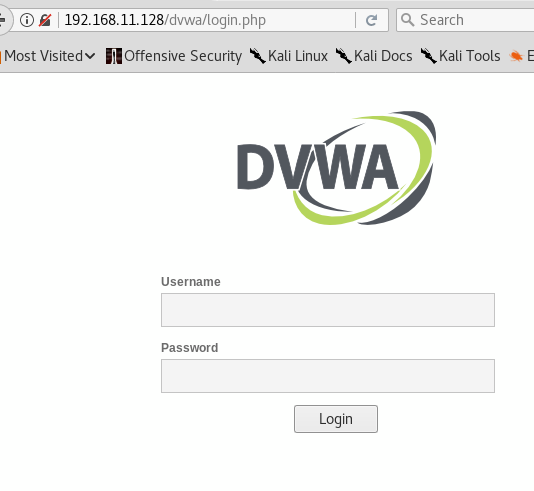 192.168.11.128/dvwa/login.php Search
Most Visited Offensive Security Kali Linux Kali Docs Kali Tools E
DVWA
Username
Password
Login